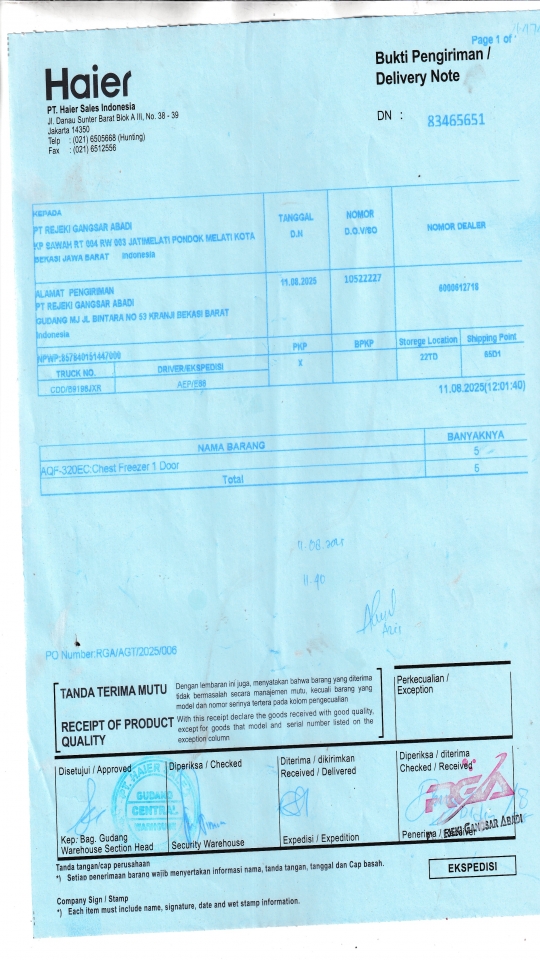 Page 1 of
Haier
Bukti Pengiriman /
Delivery Note
PT. Haier Sales Indonesia
Jl. Danau Sunter Barat Blok A III, No. 38 - 39
Jakarta 14350
Telp : (021) 6505668 (Hunting)
Fax : (021) 6512556
DN : 83465651
KEPADA
PT REJEKI GANGSAR ABADI
KP SAWAH RT 004 RW 003 JATIMELATI PONDOK MELATI KOTA
BEKASI JAWA BARAT Indonesia
TANGGAL
D.N
NOMOR
D.O.V/SO
NOMOR DEALER
ALAMAT PENGIRIMAN
PT REJEKI GANGSAR ABADI
GUDANG MJ JL BINTARA NO 53 KRANJI BEKASI BARAT
Indonesia
11.08.2025
10522227
6000612718
NPWP:857840151447000
PKP
BPKP
Storege Location
Shipping Point
X
22TD
85D1
TRUCK NO.
DRIVER/EKSPEDISI
CDD/B9198JXR
AEP/E88
11.08.2025(12:01:40)
NAMA BARANG
BANYAKNYA
AQF-320EC:Chest Freezer 1 Door
5
Total
5
11.08.2025
11-40
Azis
PO Number:RGA/AGT/2025/006
TANDA TERIMA MUTU
Dengan lembaran ini juga, menyatakan bahwa barang yang diterima
tidak bermasalah secara manajemen mutu, kecuali barang yang
model dan nomor serinya tertera pada kolom pengecualian
RECEIPT OF PRODUCT
QUALITY
With this receipt declare the goods received with good quality,
except for goods that model and serial number listed on the
exception column
Perkecualian /
Exception
Disetujui / Approved
Diperiksa / Checked
Diterima / dikirimkan
Received / Delivered
Diperiksa / diterima
Checked / Received
PT. HAIER
GUDANG
CENTRAL
WAREHOUSE
RGA
PT. REJEKI GANGSAR ABADI
Kep: Bag. Gudang
Warehouse Section Head
Security Warehouse
Expedisi / Expedition
Penerima / Receiver
Tanda tangan/cap perusahaan
*) Setiap penerimaan barang wajib menyertakan informasi nama, tanda tangan, tanggal dan Cap basah.
EKSPEDISI
Company Sign / Stamp
*) Each item must include name, signature, date and wet stamp information.